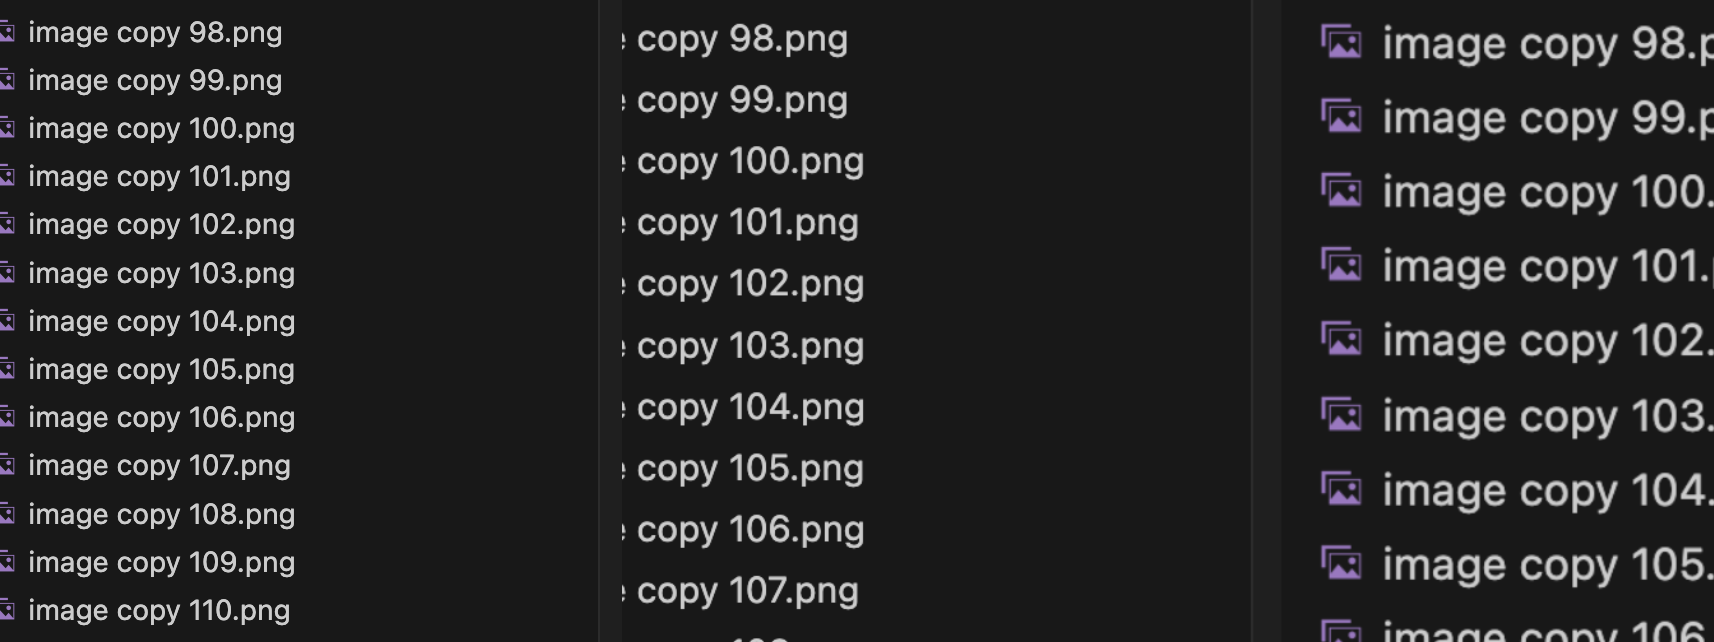 image copy 98.png
image copy 99.png
image copy 100.png
image copy 101.png
image copy 102.png
image copy 103.png
image copy 104.png
image copy 105.png
image copy 106.png
image copy 107.png
image copy 108.png
image copy 109.png
image copy 110.png
e copy 98.png
e copy 99.png
e copy 100.png
e copy 101.png
e copy 102.png
e copy 103.png
e copy 104.png
e copy 105.png
e copy 106.png
e copy 107.png
image copy 98.p
image copy 99.p
image copy 100.
image copy 101.p
image copy 102.
image copy 103.
image copy 104.
image copy 105.
image copy 106